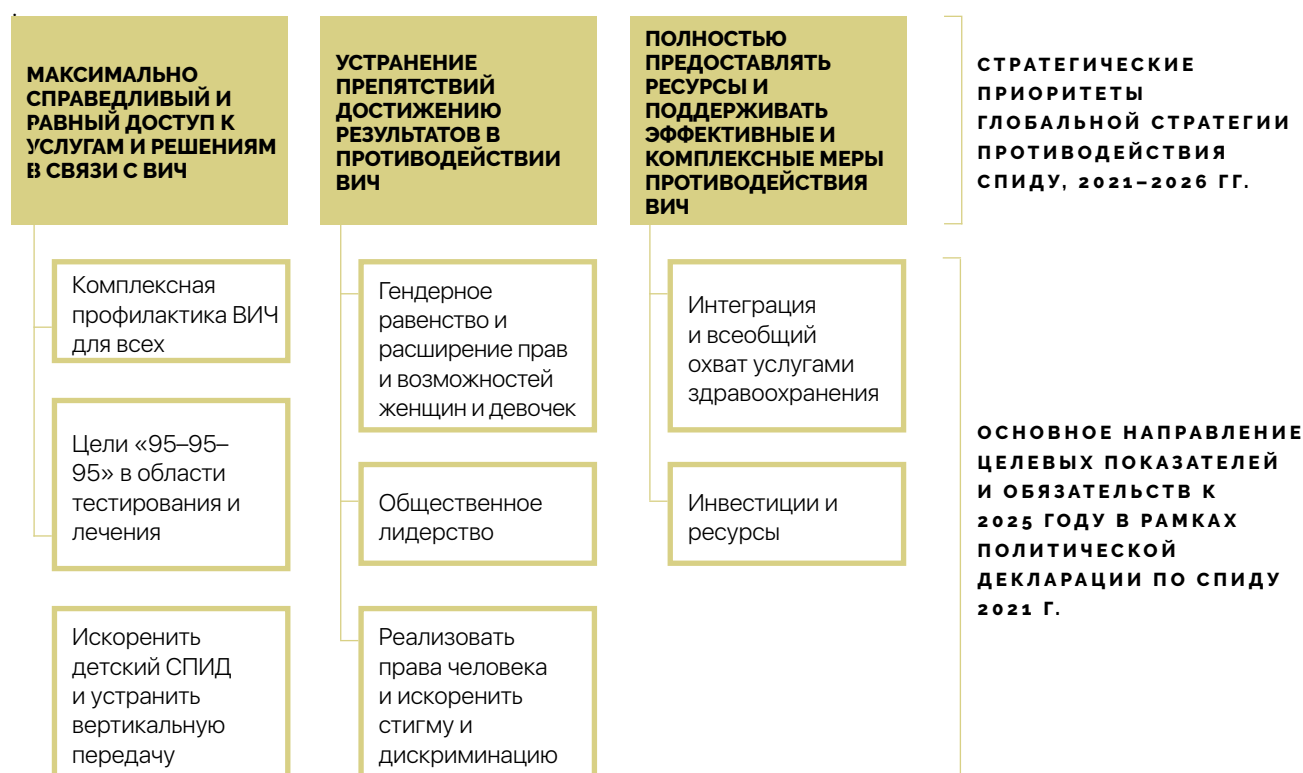 МАКСИМАЛЬНО
СПРАВЕДЛИВЫЙ И
РАВНЫЙ ДОСТУП К
УСЛУГАМ И РЕШЕНИЯМ
В СВЯЗИ С ВИЧ
УСТРАНЕНИЕ
ПРЕПЯТСТВИЙ
ДОСТИЖЕНИЮ
РЕЗУЛЬТАТОВ В
ПРОТИВОДЕЙСТВИИ
ВИЧ
ПОЛНОСТЬЮ
ПРЕДОСТАВЛЯТЬ
РЕСУРСЫ И
ПОДДЕРЖИВАТЬ
ЭФФЕКТИВНЫЕ И
КОМПЛЕКСНЫЕ МЕРЫ
ПРОТИВОДЕЙСТВИЯ
ВИЧ
СТРАТЕГИЧЕСКИЕ
ПРИОРИТЕТЫ
ГЛОБАЛЬНОЙ СТРАТЕГИИ
ПРОТИВОДЕЙСТВИЯ
СПИДУ, 2021–2026 ГГ.
Комплексная
профилактика ВИЧ
для всех
Цели «95–95–
95» в области
тестирования и
лечения
Искоренить
детский СПИД
и устранить
вертикальную
передачу
Гендерное
равенство и
расширение прав
и возможностей
женщин и девочек
Общественное
лидерство
Реализовать
права человека
и искоренить
стигму и
дискриминацию
Интеграция
и всеобщий
охват услугами
здравоохранения
Инвестиции и
ресурсы
ОСНОВНОЕ НАПРАВЛЕНИЕ
ЦЕЛЕВЫХ ПОКАЗАТЕЛЕЙ
И ОБЯЗАТЕЛЬСТВ К
2025 ГОДУ В РАМКАХ
ПОЛИТИЧЕСКОЙ
ДЕКЛАРАЦИИ ПО СПИДУ
2021 Г.